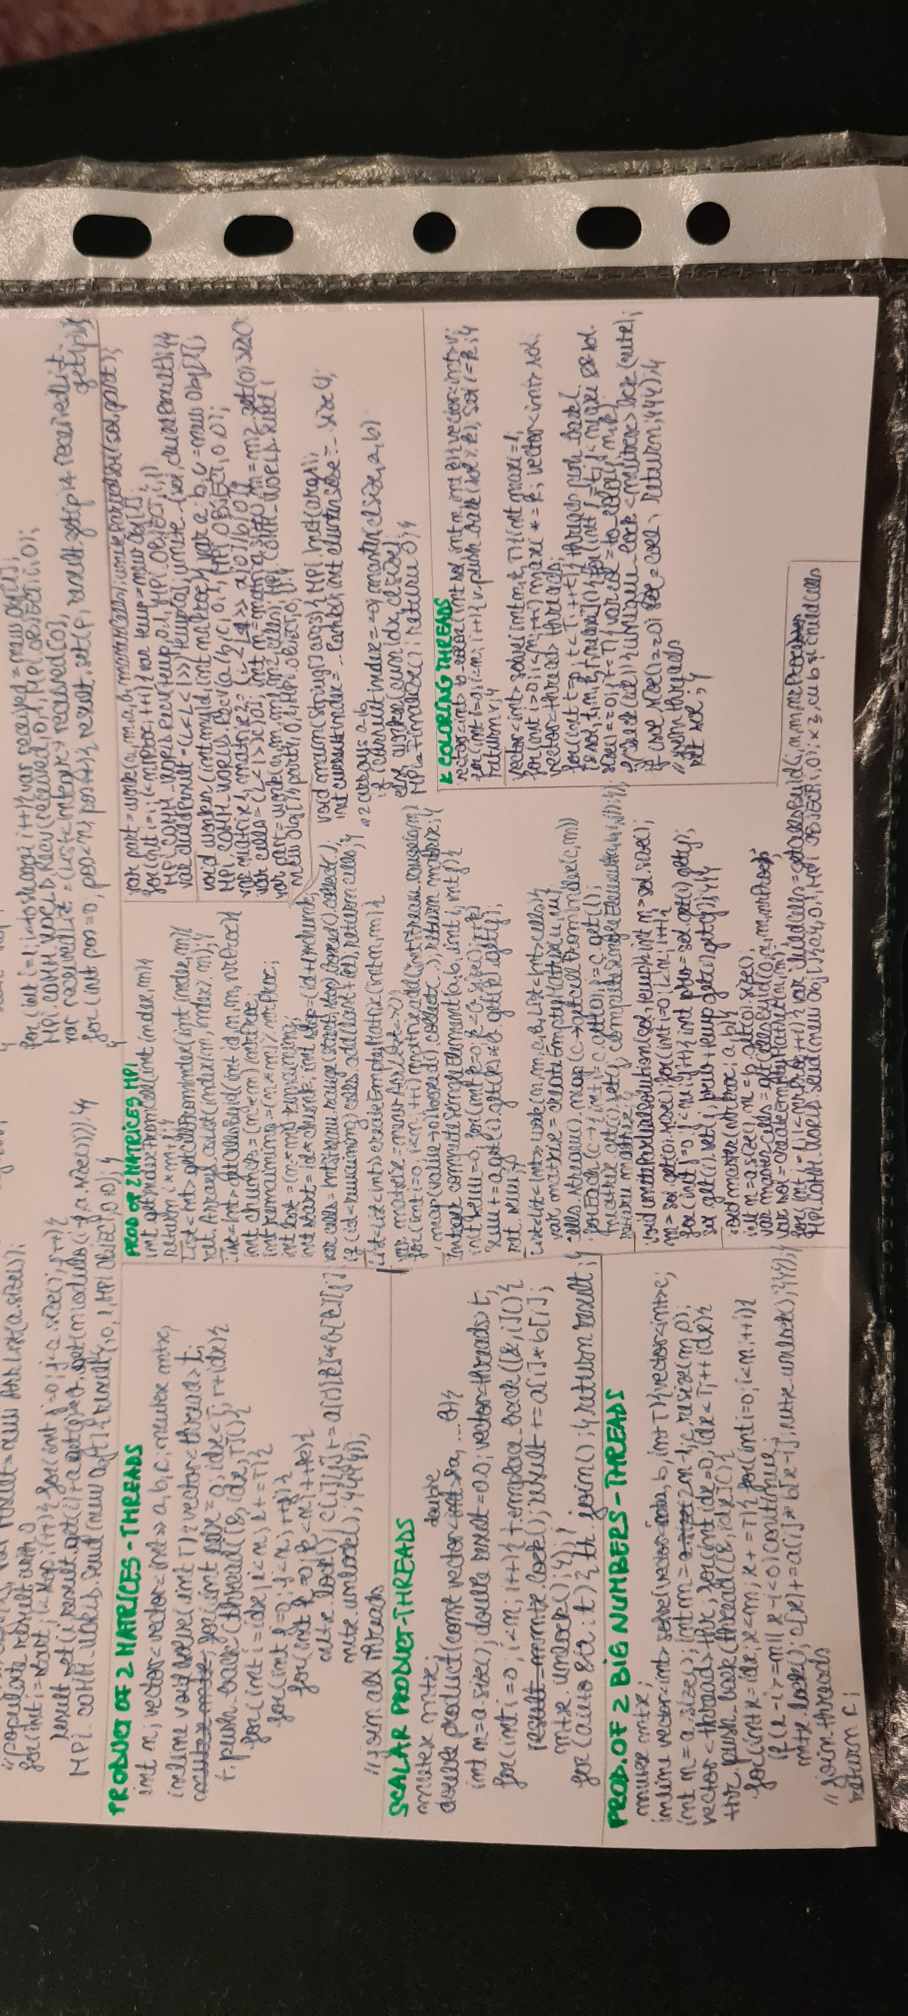 var result = new ArrList(a.size());
//populate result with 0
for(int i=start; i<stop; i++){ for(int j=0; j<a.size(); j++){
result.set(i, result.get(i)+a.get(j)* get(modulo(i-j, a.size()))); }}
MPI.COMM_WORLD.Send(new Obj[]{result},0,1,MPI.OBJECT,0,0); }
for(int i=1; i< i++){ var received = new Obj[1];
MPI.COMM_WORLD.Recv(received,0,1,MPI.OBJECT,i,0);
var receivedList = (List<Integer>) received[0];
for(int pos=0; pos<n; pos++){ result.set(p, result.get(p)+ receivedList.
get(p));
}
PRODUCT OF 2 MATRICES - THREADS
int n; vector<vector<int>> a,b,c; mutex mtx;
inline void solve(int T){ vector<thread> t;
mutex mtx; for(int idx=0; idx<T; ++idx){
t.push_back(thread([&, idx, T](){
for(int i=idx; i<n; i+=T){
for(int j=0; j<n; ++j){
for(int k=0; k<n; ++k){
mtx.lock(); c[i][j]+=a[i][k]*b[k][j]
mtx.unlock(); }}}});
//join all threads
SCALAR PRODUCT-THREADS
mutex mtx;
double
double product(const vector<int>&a, ... b){
int n=a.size(); double result=0.0; vector<threads> t;
for(int i=0; i<n; i++){ t.emplace_back([&,i](){
result mtx.lock(); result += a[i]*b[i];
mtx.unlock(); });}
for(auto &th: t){ th.join(); } return result; }
PROD. OF 2 BIG NUMBERS - THREADS
mutex mtx;
inline vector<int> solve(vector<int>a, b, int T){vector<int>c;
int n=a.size(); int m=a.size 2n-1; c.resize(m,0);
vector<thread> thr; for(int idx=0; idx<T; ++idx){
thr.push_back(thread([&,idx](){
for(int x=idx; x<m; x+=T){ for(int i=0; i<n; ++i){
if(x-i>=n || x-i<0) continue;
mtx.lock(); c[x]+=a[i]*b[x-i]; mtx.unlock(); }}});}
//join threads
return c;
PROD OF 2 MATRICES MPI
int getIndexFromCell(int index,m){
return i*m+j;}
List<Int> getCellFromIndex(int index,m){
ret. Arrays.asList(index/m, index%m);}
List<Int> getCellsById(int id,n,m,nrProc){
int chunck=(n*m)/nrProc;
int remaining=(n*m)%nrProc;
int last=(n*m)-remaining;
int start=id*chunk; int stop=(id+1)*chunk;
var cells=IntStream.range(start,stop).boxed().collect();
if(id<remaining) cells.add(last+id); return cells;}
List<List<Int>> createEmptyMatrix(int n,m){
var matrix=new ArrList<>();
for(int i=0; i<n; ++i) matrix.add(IntStream.range(0,m)
.map(value->0).boxed().collect(..); return matrix;}
Integer computeSingleElement(a,b, int i, int j){
int sum=0; for(int k=0; k<a.size(); ++k)
sum+=a.get(i).get(k)*b.get(k).get(j);
ret. sum;}
List<List<Int>> work(n,m,a,b, List<Int>cells){
var matrix=createEmptyMatrix(n,m)
cells.stream().map(c->getCellFromIndex(c,m))
.forEach(c->{int i=c.get(0), j=c.get(1);
matrix.get(i).set(j, computeSingleElement(a,b,i,j));});
return matrix;}
void unitePartialSolution(sol,temp){int n=sol.size();
m=sol.get(0).size(); for(int i=0; i<n; i++){
for(int j=0; j<m; j++){ int prev=sol.get(i).get(j);
sol.get(i).set(j, prev+temp.get(i).get(j));}}}
void master(nrProc, a,b){
int n=a.size(), m=b.get(0).size();
var masterCells=getCellsById(0,n,m,nrProc);
var sol=createEmptyMatrix(n,m);
for(int i=1; i<nrProc; ++i){ var childCells=getCellsById(i,n,m,nrProc)
MPI.COMM_WORLD.Send(new Obj[]{a},0,1,MPI.OBJECT,i,0); x3, cu b si childCells
var part=work(n,m,a,b,masterCells); unitePartialSol(sol,part);
for(int i=1; i<nrProc; i++){ var temp=new Obj[1];
MPI.COMM_WORLD.Recv(temp,0,1,MPI.OBJECT,i,1)
var childResult=(L<L<I>>) temp[0]; unite...(sol,childResult);}}
void worker(int myId, int nrProc){ var a,b,c=new Obj[1];
MPI.COMM_WORLD.Recv(a/b/c,0,1,MPI.OBJECT,0,0);
var matrix1, matrix2= (L<L<I>>) a[0]/b[0];
var cells=(L<I>)c[0]; int n=matrix1.size(), m=m2.get(0).size()
var part=work(n,m,m1,m2,cells); MPI.COMM_WORLD.Send(
new Obj[]{part},0,1,MPI.OBJECT,0,0);}
void main(String[] args){ MPI.Init(args);
int currentIndex= ..Rank(); int clusterSize=..size();
2 arrays a,b
if(currentIndex==0) master(clSize,a,b)
else worker(currIdx,clSize);
MPI.Finalize(); return 0;}
K COLORING THREADS
vector<int> to_color(int sol, int n, int k){vector<int>v;
for(int i=0; i<n; i++){ v.push_back(sol%k); sol/=k;}
return v;}
vector<int> solve(int n,k,T){int maxi=1;
for(int i=0; i<n; ++i) maxi*=k; vector<int> sol;
vector<thread> threads;
for(int t=0; t<T; ++t){ threads.push_back(
[&sol,t,n,k,T,maxi](){ for(int i=t; i<maxi && sol.
size()==0; i+=T){ var col=to_color(i,n,k);
if(check(col)){unique_lock<mutex> lock(mutex);
if(sol.size()==0) sol=col; return;}}});}
//join threads
ret sol;}